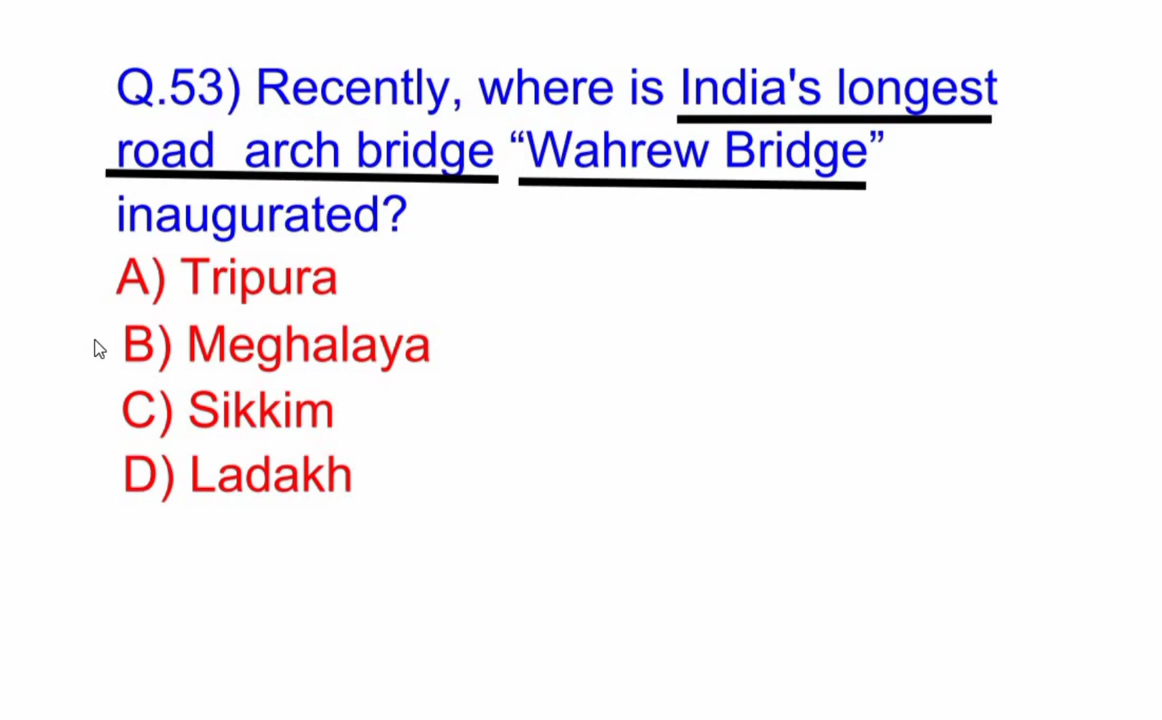 Q.53) Recently, where is India's longest
road arch bridge “Wahrew Bridge”
inaugurated?
A) Tripura
B) Meghalaya
C) Sikkim
D) Ladakh